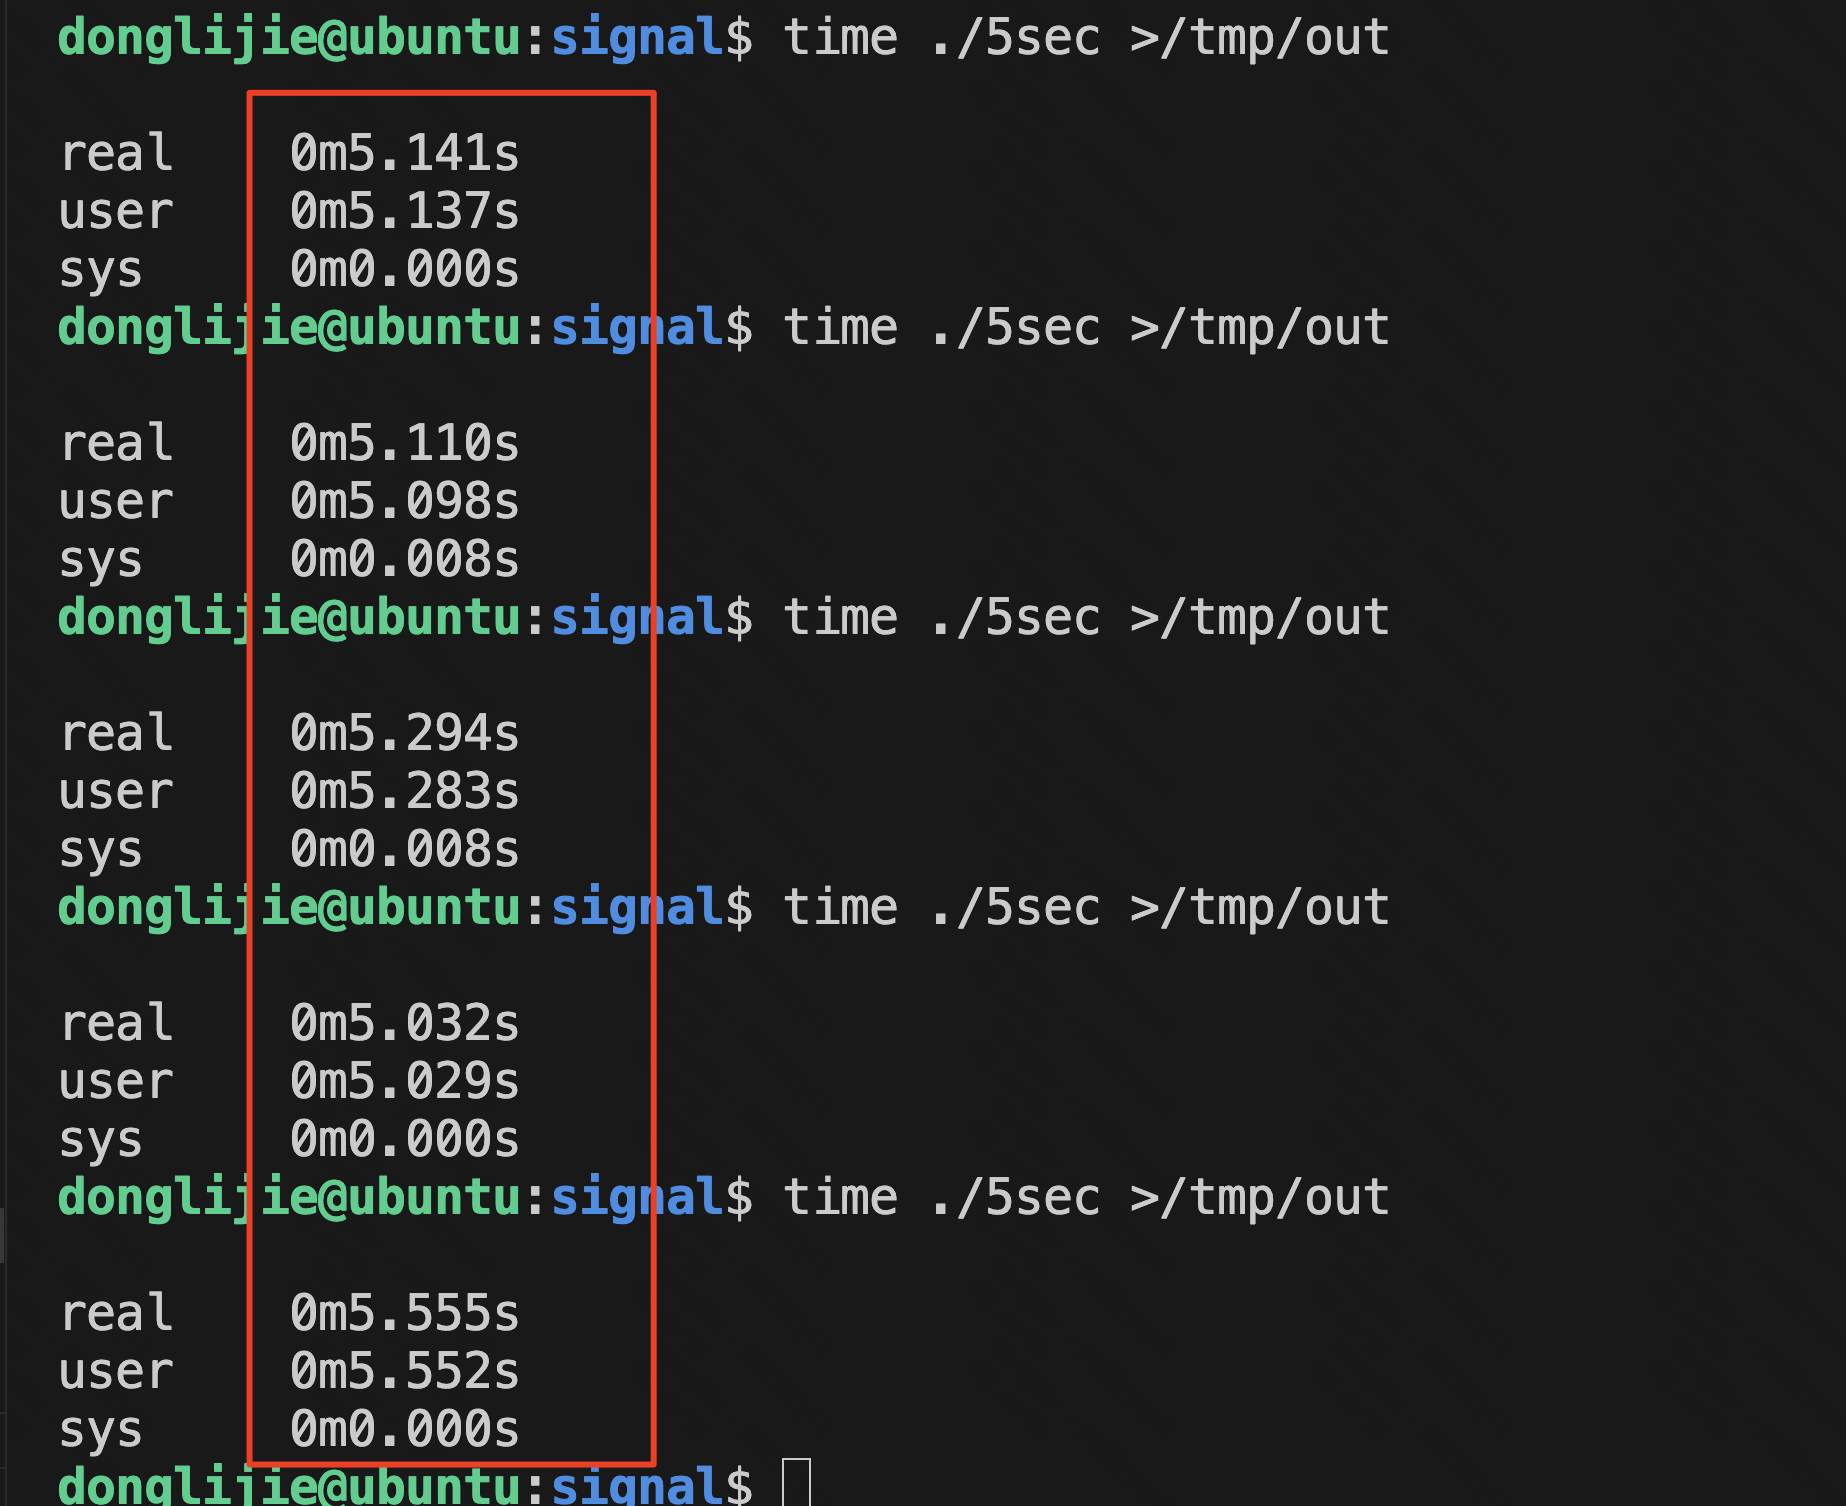 donglijie@ubuntu:signal$ time ./5sec >/tmp/out
real    0m5.141s
user    0m5.137s
sys     0m0.000s
donglijie@ubuntu:signal$ time ./5sec >/tmp/out
real    0m5.110s
user    0m5.098s
sys     0m0.008s
donglijie@ubuntu:signal$ time ./5sec >/tmp/out
real    0m5.294s
user    0m5.283s
sys     0m0.008s
donglijie@ubuntu:signal$ time ./5sec >/tmp/out
real    0m5.032s
user    0m5.029s
sys     0m0.000s
donglijie@ubuntu:signal$ time ./5sec >/tmp/out
real    0m5.555s
user    0m5.552s
sys     0m0.000s
donglijie@ubuntu:signal$